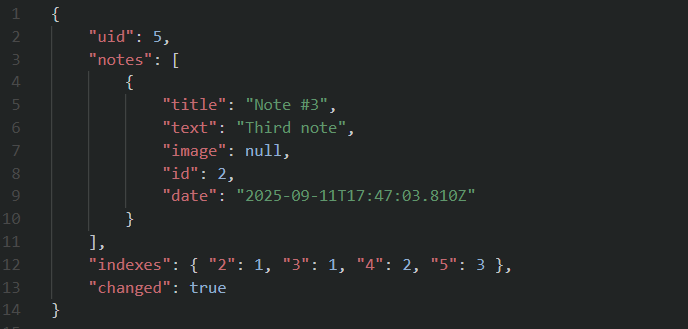 1 {
2 "uid": 5,
3 "notes": [
4 {
5 "title": "Note #3",
6 "text": "Third note",
7 "image": null,
8 "id": 2,
9 "date": "2025-09-11T17:47:03.810Z"
10 }
11 ],
12 "indexes": { "2": 1, "3": 1, "4": 2, "5": 3 },
13 "changed": true
14 }